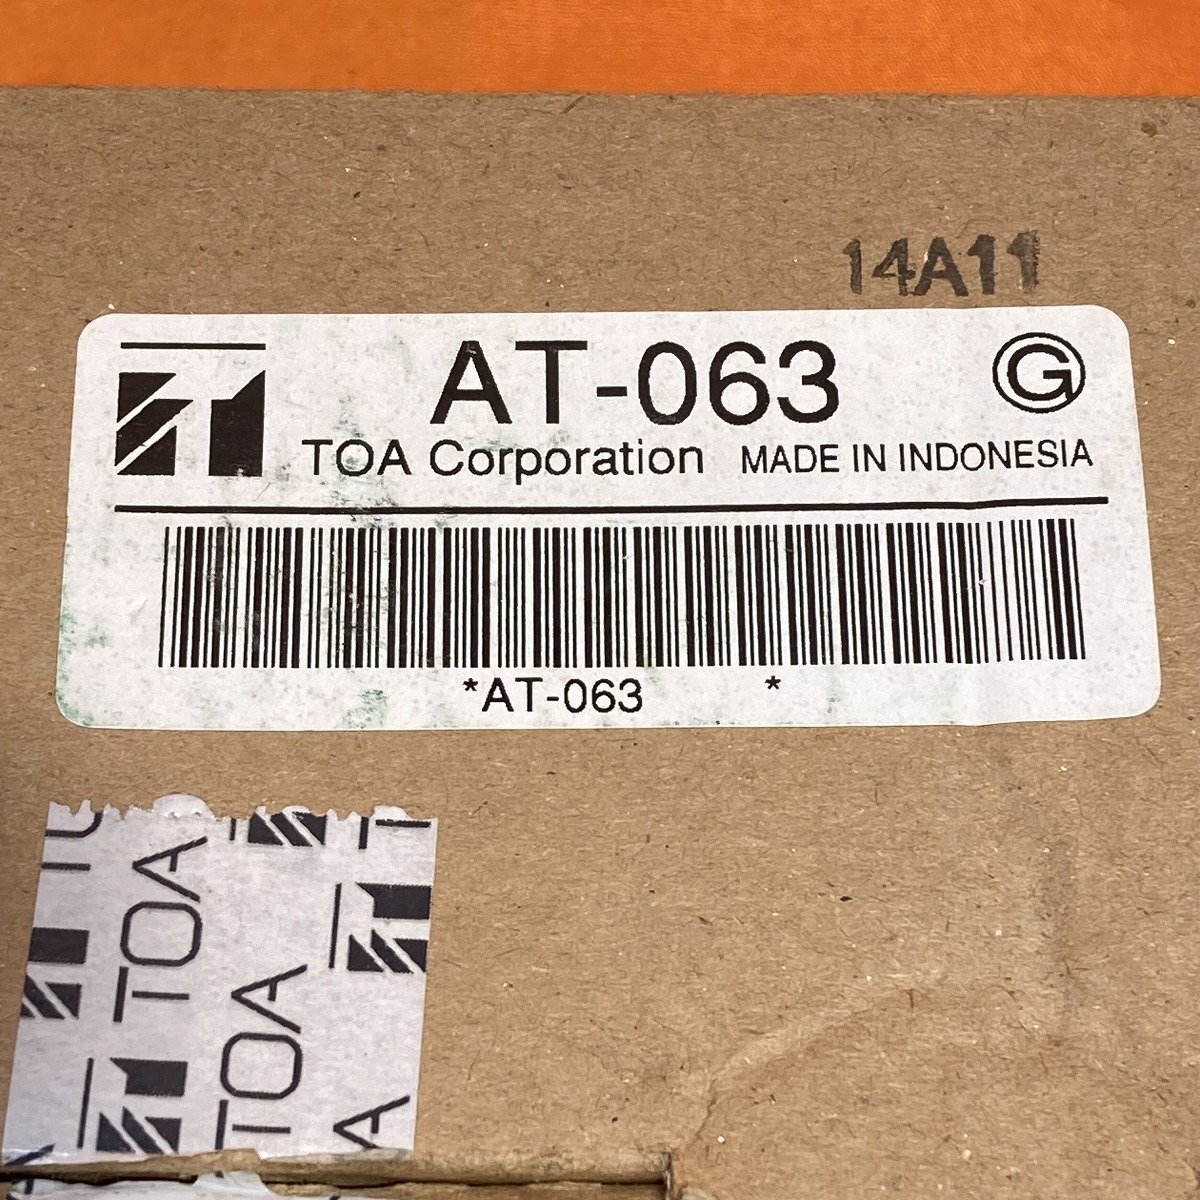 14A11
AT-063
G
TOA Corporation MADE IN INDONESIA
*AT-063 *
TOA
TOA